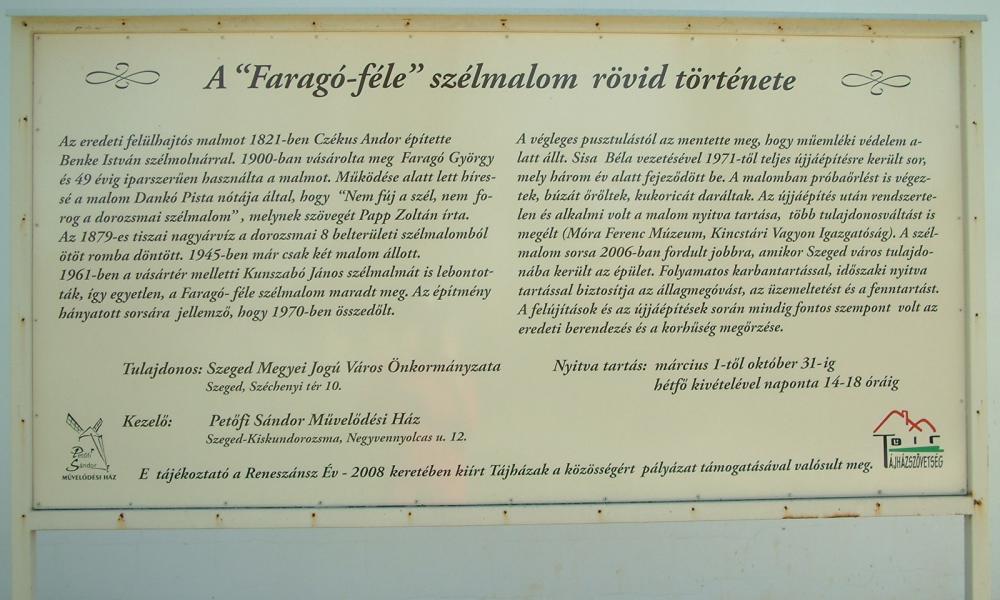 A “Faragó-féle” szélmalom rövid története
Az eredeti felülhajtós malmot 1821-ben Czékus Andor építette
Benke István szélmolnárral. 1900-ban vásárolta meg Faragó György
és 49 évig iparszerűen használta a malmot. Működése alatt lett híres-
sé a malom Dankó Pista nótája által, hogy “Nem fúj a szél, nem fo-
rog a dorozsmai szélmalom”, melynek szövegét Papp Zoltán írta.
Az 1879-es tiszai nagyárvíz a dorozsmai 8 belterületi szélmalomból
ötöt romba döntött. 1945-ben már csak két malom állott.
1961-ben a vásártér melletti Kunszabó János szélmalmát is lebontot-
ták, így egyetlen, a Faragó- féle szélmalom maradt meg. Az építmény
hányatott sorsára jellemző, hogy 1970-ben összedőlt.
A végleges pusztulástól az mentette meg, hogy műemléki védelem a-
latt állt. Sisa Béla vezetésével 1971-től teljes újjáépítésre került sor,
mely három év alatt fejeződött be. A malomban próbaőrlést is végez-
tek, búzát őröltek, kukoricát daráltak. Az újjáépítés után rendszerte-
len és alkalmi volt a malom nyitva tartása, több tulajdonosváltást is
megélt (Móra Ferenc Múzeum, Kincstári Vagyon Igazgatóság). A szél-
malom sorsa 2006-ban fordult jobbra, amikor Szeged város tulajdo-
nába került az épület. Folyamatos karbantartással, időszaki nyitva
tartással biztosítja az állagmegóvást, az üzemeltetést és a fenntartást.
A felújítások és az újjáépítések során mindig fontos szempont volt az
eredeti berendezés és a korhűség megőrzése.
Tulajdonos: Szeged Megyei Jogú Város Önkormányzata
Szeged, Széchenyi tér 10.
Nyitva tartás: március 1-től október 31-ig
hétfő kivételével naponta 14-18 óráig
Kezelő: Petőfi Sándor Művelődési Ház
Szeged-Kiskundorozsma, Negyvennyolcas u. 12.
Petőfi
Sándor
MŰVELŐDÉSI HÁZ
TÁJHÁZSZÖVETSÉG
E tájékoztató a Reneszánsz Év - 2008 keretében kiírt Tájházak a közösségért pályázat támogatásával valósult meg.